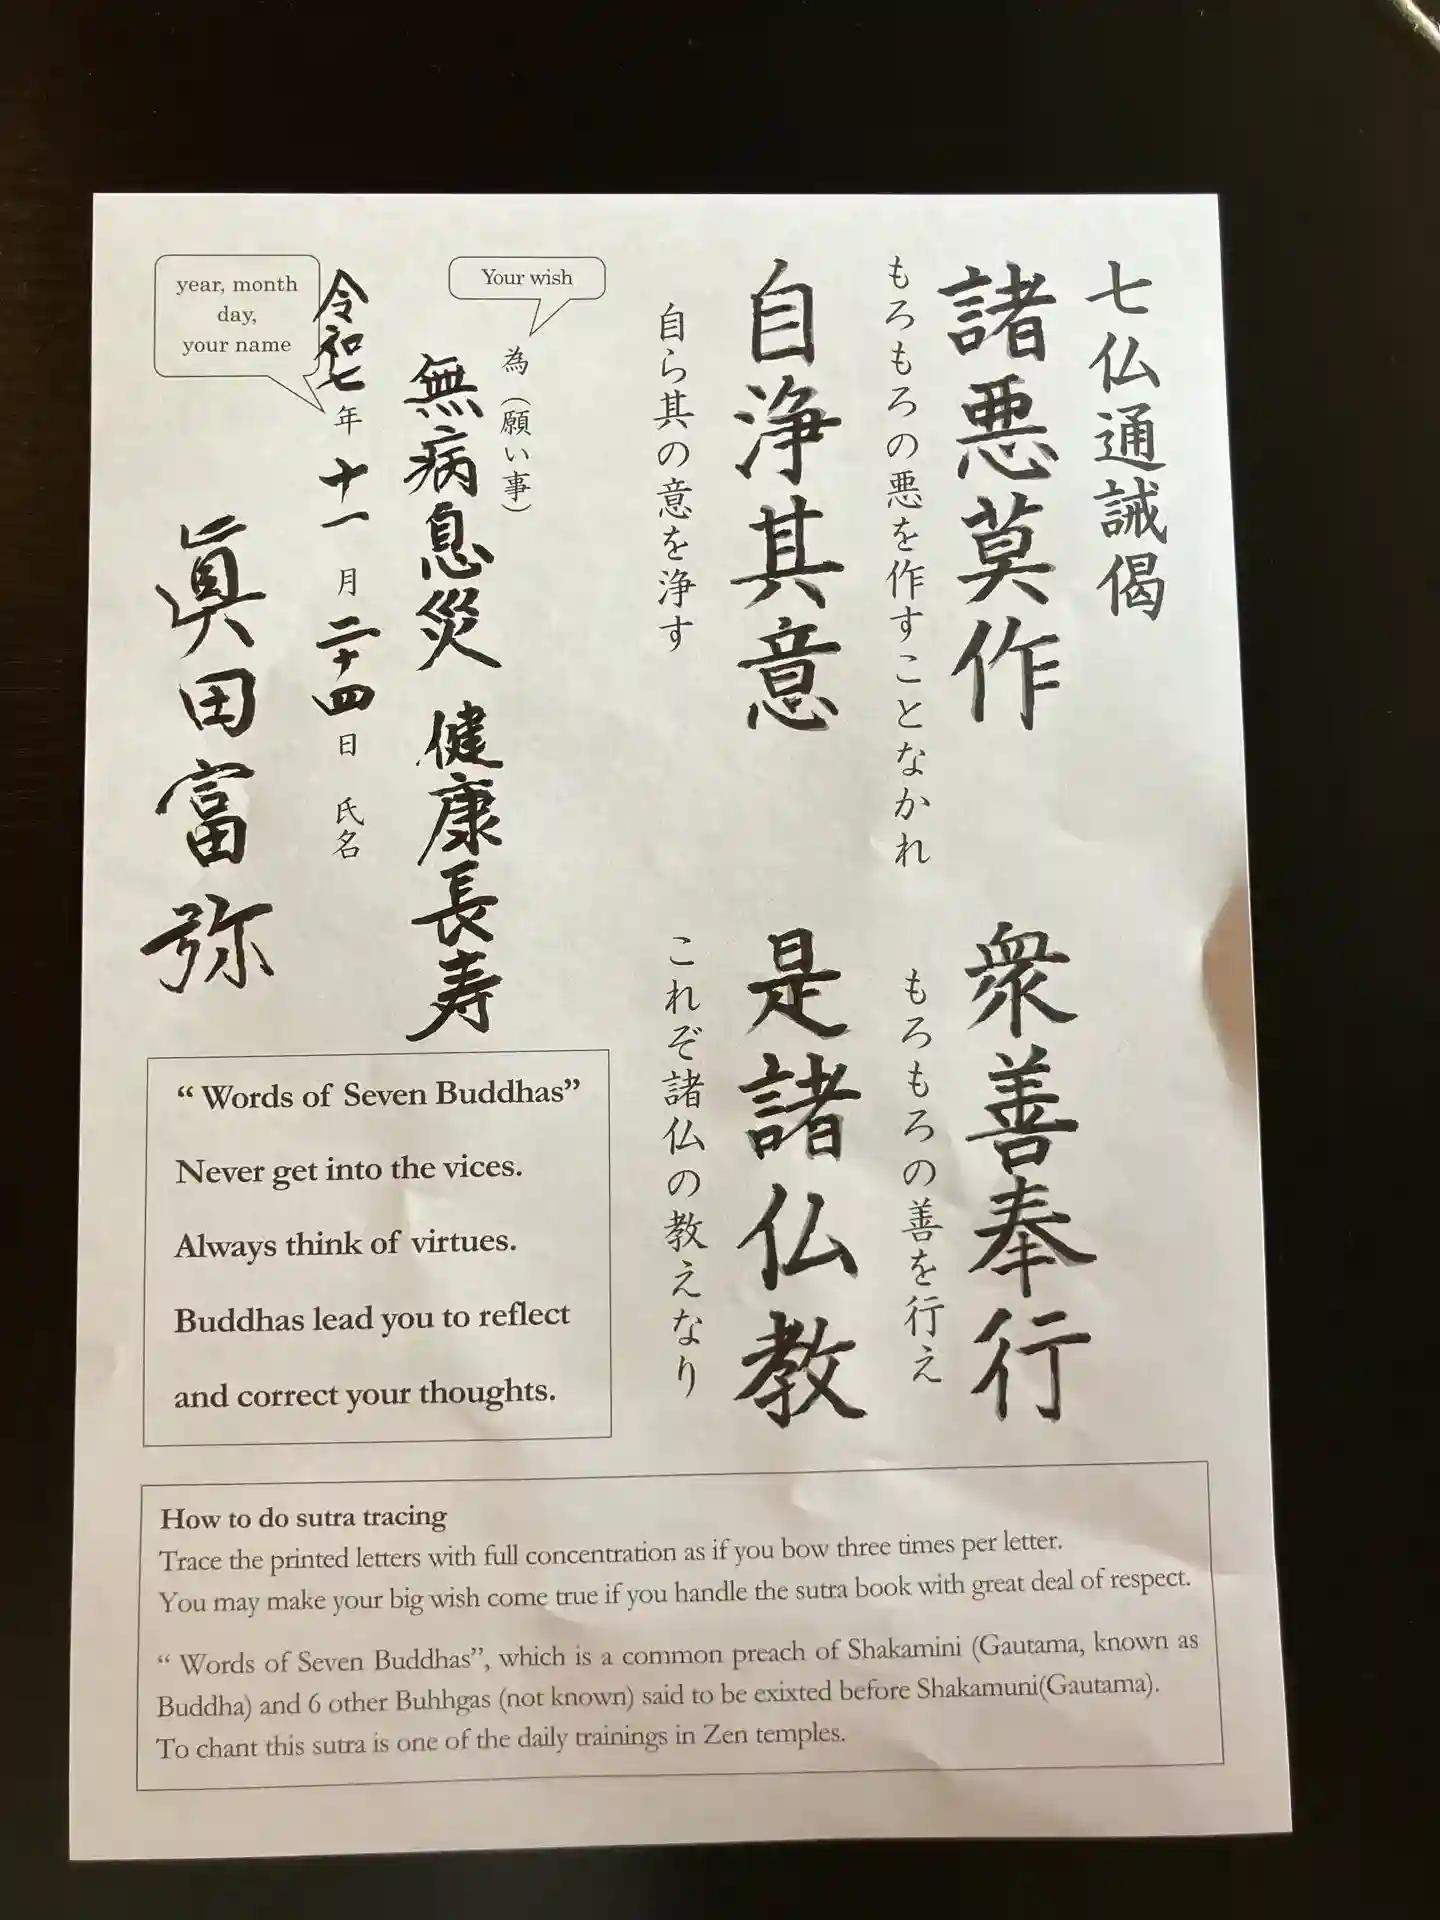 七仏通誡偈
諸悪莫作　衆善奉行
もろもろの悪を作すことなかれ　もろもろの善を行え
自浄其意　是諸仏教
自ら其の意を浄す　これぞ諸仏の教えなり
Your wish
為（願い事）
無病息災　健康長寿
year, month
day,
your name
令和七年十一月二十四日　氏名
眞田富弥
“ Words of Seven Buddhas”
Never get into the vices.
Always think of virtues.
Buddhas lead you to reflect
and correct your thoughts.
How to do sutra tracing
Trace the printed letters with full concentration as if you bow three times per letter.
You may make your big wish come true if you handle the sutra book with great deal of respect.
“ Words of Seven Buddhas”, which is a common preach of Shakamini (Gautama, known as
Buddha) and 6 other Buhhgas (not known) said to be exixted before Shakamuni(Gautama).
To chant this sutra is one of the daily trainings in Zen temples.